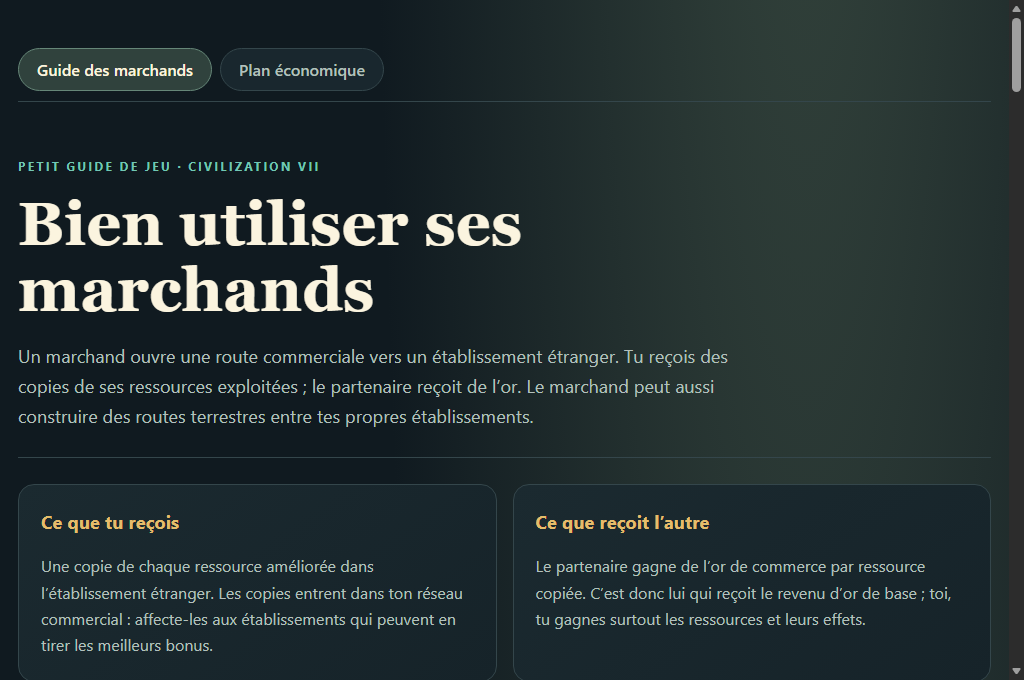 Guide des marchands
Plan économique
PETIT GUIDE DE JEU · CIVILIZATION VII
Bien utiliser ses
marchands
Un marchand ouvre une route commerciale vers un établissement étranger. Tu reçois des
copies de ses ressources exploitées ; le partenaire reçoit de l’or. Le marchand peut aussi
construire des routes terrestres entre tes propres établissements.
Ce que tu reçois
Une copie de chaque ressource améliorée dans
l’établissement étranger. Les copies entrent dans ton réseau
commercial : affecte-les aux établissements qui peuvent en
tirer les meilleurs bonus.
Ce que reçoit l’autre
Le partenaire gagne de l’or de commerce par ressource
copiée. C’est donc lui qui reçoit le revenu d’or de base ; toi,
tu gagnes surtout les ressources et leurs effets.